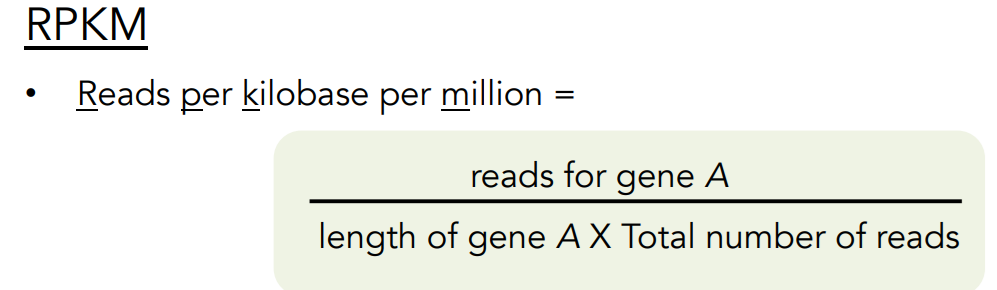 RPKM
• Reads per kilobase per million =
reads for gene A
length of gene A X Total number of reads